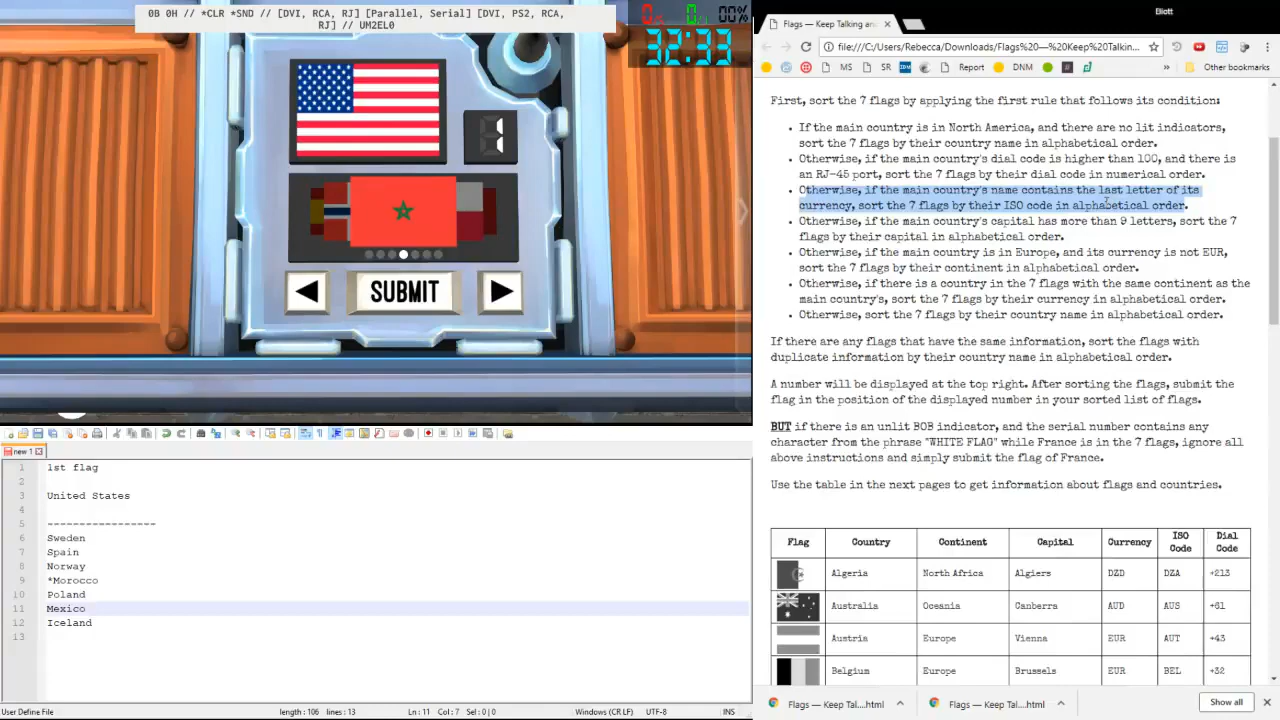 0B 0H // *CLR *SND // [DVI, RCA, RJ] [Parallel, Serial] [DVI, PS2, RCA,
RJ] // UM2EL0
32:33
1
SUBMIT
new 1
1 1st flag
2
3 United States
4
5 -----------------
6 Sweden
7 Spain
8 Norway
9 *Morocco
10 Poland
11 Mexico
12 Iceland
13
User Define File length : 106 lines : 13 Ln : 11 Col : 7 Sel : 0 | 0 Windows (CR LF) UTF-8 INS
Eliott
Flags — Keep Talking an
file:///C:/Users/Rebecca/Downloads/Flags%20—%20Keep%20Talkin...
MS SR IDM Report DNM # » Other bookmarks
First, sort the 7 flags by applying the first rule that follows its condition:
• If the main country is in North America, and there are no lit indicators,
sort the 7 flags by their country name in alphabetical order.
• Otherwise, if the main country's dial code is higher than 100, and there is
an RJ-45 port, sort the 7 flags by their dial code in numerical order.
• Otherwise, if the main country's name contains the last letter of its
currency, sort the 7 flags by their ISO code in alphabetical order.
• Otherwise, if the main country's capital has more than 9 letters, sort the 7
flags by their capital in alphabetical order.
• Otherwise, if the main country is in Europe, and its currency is not EUR,
sort the 7 flags by their continent in alphabetical order.
• Otherwise, if there is a country in the 7 flags with the same continent as the
main country's, sort the 7 flags by their currency in alphabetical order.
• Otherwise, sort the 7 flags by their country name in alphabetical order.
If there are any flags that have the same information, sort the flags with
duplicate information by their country name in alphabetical order.
A number will be displayed at the top right. After sorting the flags, submit the
flag in the position of the displayed number in your sorted list of flags.
BUT if there is an unlit BOB indicator, and the serial number contains any
character from the phrase "WHITE FLAG" while France is in the 7 flags, ignore all
above instructions and simply submit the flag of France.
Use the table in the next pages to get information about flags and countries.
Flag Country Continent Capital Currency ISO Code Dial Code
Algeria North Africa Algiers DZD DZA +213
Australia Oceania Canberra AUD AUS +61
Austria Europe Vienna EUR AUT +43
Belgium Europe Brussels EUR BEL +32
Flags — Keep Tal....html Flags — Keep Tal....html Show all